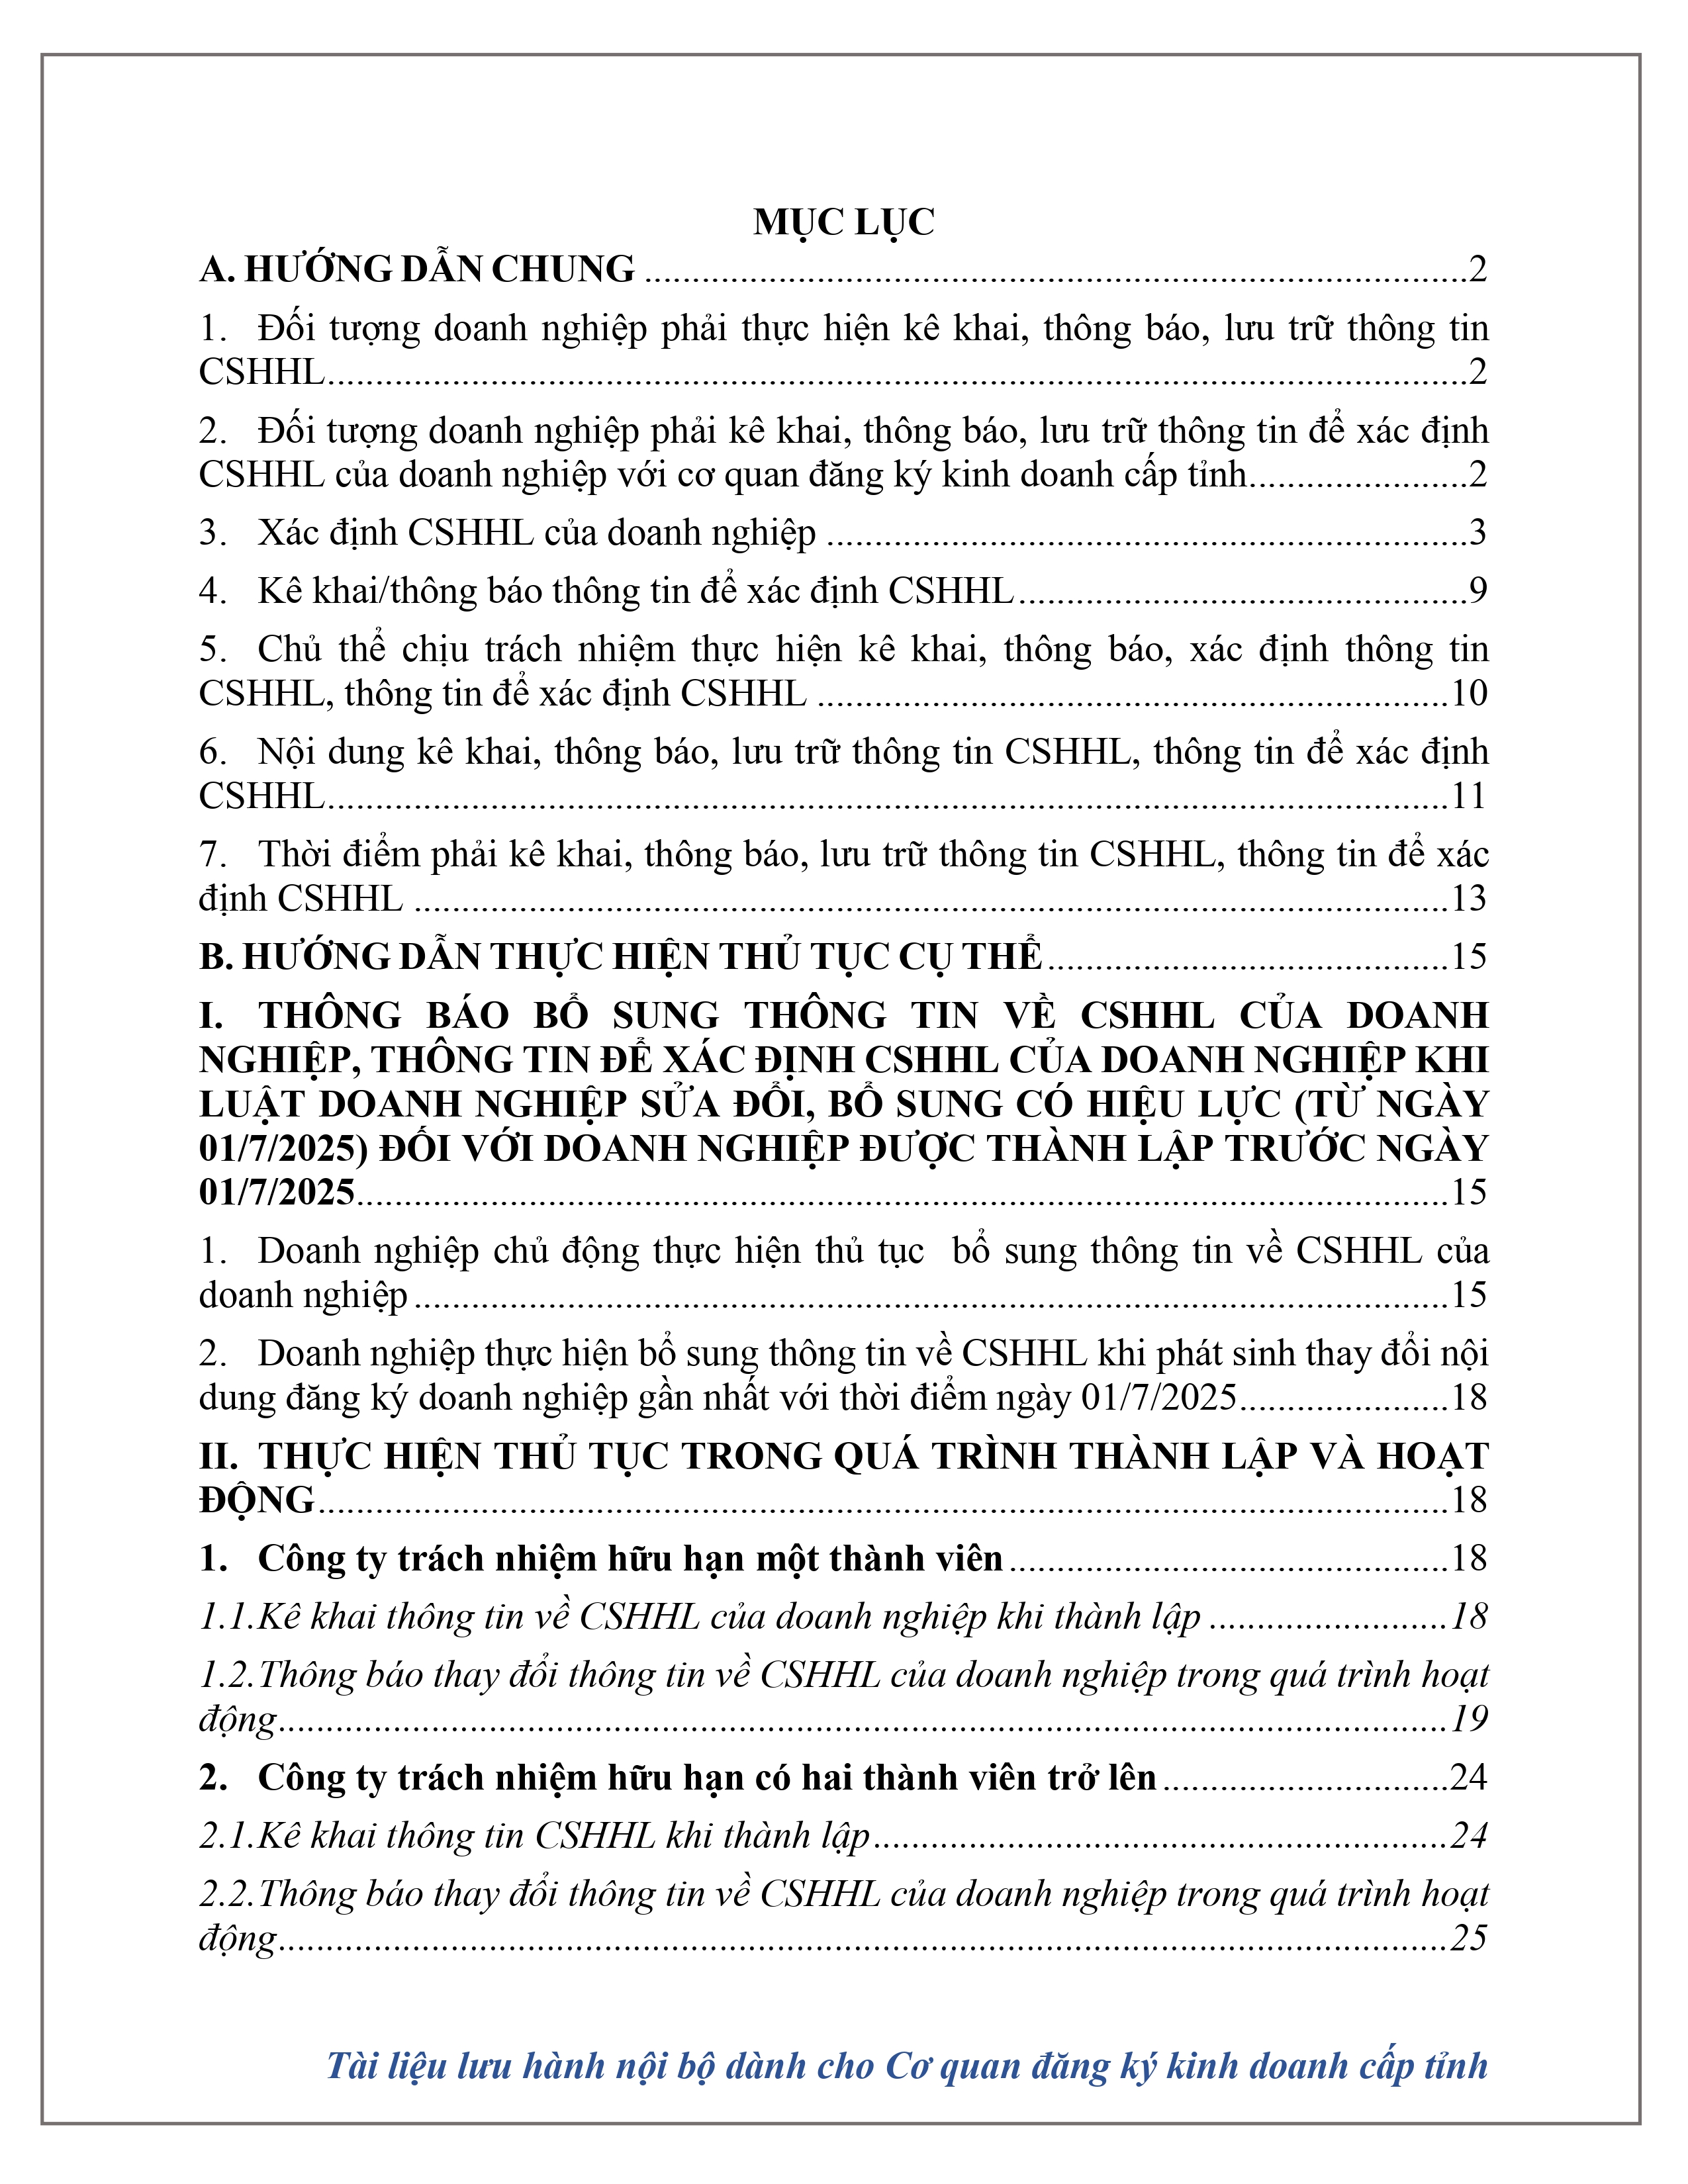 MỤC LỤC
A. HƯỚNG DẪN CHUNG ........................................................................................2
1. Đối tượng doanh nghiệp phải thực hiện kê khai, thông báo, lưu trữ thông tin
CSHHL.........................................................................................................................2
2. Đối tượng doanh nghiệp phải kê khai, thông báo, lưu trữ thông tin để xác định
CSHHL của doanh nghiệp với cơ quan đăng ký kinh doanh cấp tỉnh.......................2
3. Xác định CSHHL của doanh nghiệp ....................................................................3
4. Kê khai/thông báo thông tin để xác định CSHHL................................................9
5. Chủ thể chịu trách nhiệm thực hiện kê khai, thông báo, xác định thông tin
CSHHL, thông tin để xác định CSHHL ...................................................................10
6. Nội dung kê khai, thông báo, lưu trữ thông tin CSHHL, thông tin để xác định
CSHHL.......................................................................................................................11
7. Thời điểm phải kê khai, thông báo, lưu trữ thông tin CSHHL, thông tin để xác
định CSHHL ..............................................................................................................13
B. HƯỚNG DẪN THỰC HIỆN THỦ TỤC CỤ THỂ...........................................15
I. THÔNG BÁO BỔ SUNG THÔNG TIN VỀ CSHHL CỦA DOANH
NGHIỆP, THÔNG TIN ĐỂ XÁC ĐỊNH CSHHL CỦA DOANH NGHIỆP KHI
LUẬT DOANH NGHIỆP SỬA ĐỔI, BỔ SUNG CÓ HIỆU LỰC (TỪ NGÀY
01/7/2025) ĐỐI VỚI DOANH NGHIỆP ĐƯỢC THÀNH LẬP TRƯỚC NGÀY
01/7/2025....................................................................................................................15
1. Doanh nghiệp chủ động thực hiện thủ tục bổ sung thông tin về CSHHL của
doanh nghiệp..............................................................................................................15
2. Doanh nghiệp thực hiện bổ sung thông tin về CSHHL khi phát sinh thay đổi nội
dung đăng ký doanh nghiệp gần nhất với thời điểm ngày 01/7/2025......................18
II. THỰC HIỆN THỦ TỤC TRONG QUÁ TRÌNH THÀNH LẬP VÀ HOẠT
ĐỘNG........................................................................................................................18
1. Công ty trách nhiệm hữu hạn một thành viên...............................................18
1.1.Kê khai thông tin về CSHHL của doanh nghiệp khi thành lập .........................18
1.2.Thông báo thay đổi thông tin về CSHHL của doanh nghiệp trong quá trình hoạt
động............................................................................................................................19
2. Công ty trách nhiệm hữu hạn có hai thành viên trở lên..............................24
2.1.Kê khai thông tin CSHHL khi thành lập.............................................................24
2.2.Thông báo thay đổi thông tin về CSHHL của doanh nghiệp trong quá trình hoạt
động............................................................................................................................25
Tài liệu lưu hành nội bộ dành cho Cơ quan đăng ký kinh doanh cấp tỉnh